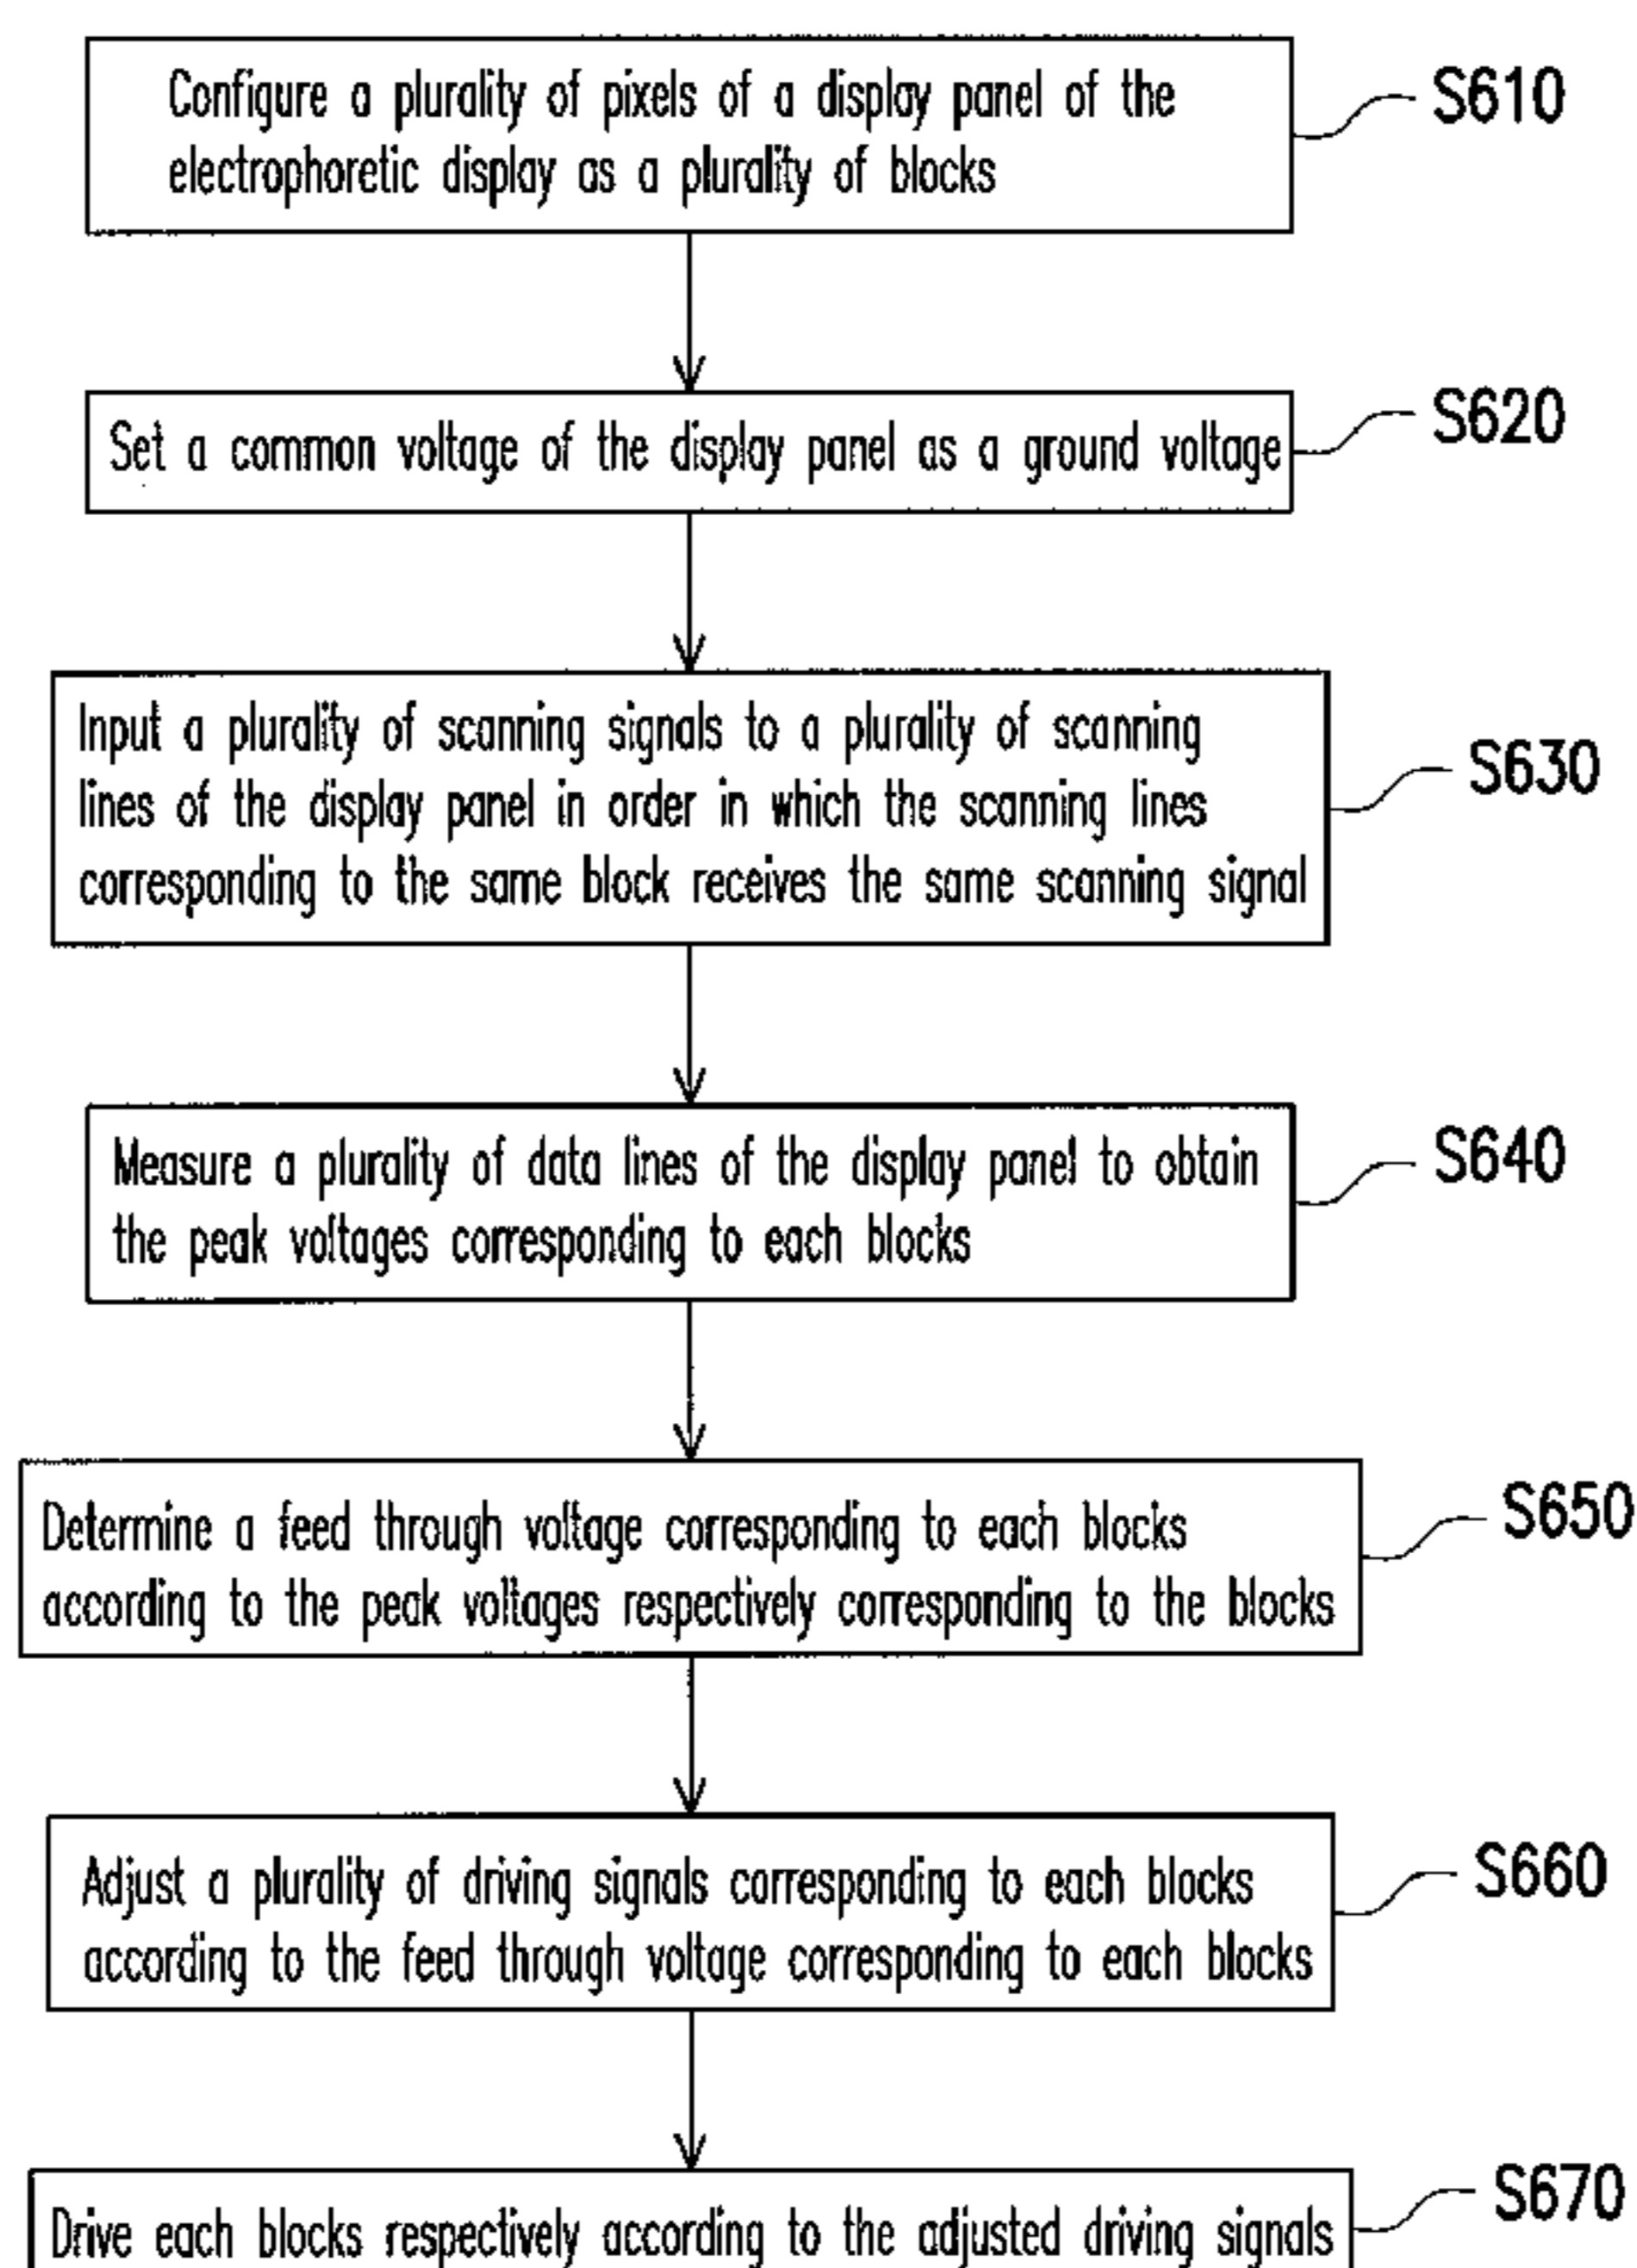 Configure a plurality of pixels of a display panel of the
electrophoretic display as a plurality of blocks
S610
Set a common voltage of the display panel as a ground voltage
S620
Input a plurality of scanning signals to a plurality of scanning
lines of the display panel in order in which the scanning lines
corresponding to the same block receives the same scanning signal
S630
Measure a plurality of data lines of the display panel to obtain
the peak voltages corresponding to each blocks
S640
Determine a feed through voltage corresponding to each blocks
according to the peak voltages respectively corresponding to the blocks
S650
Adjust a plurality of driving signals corresponding to each blocks
according to the feed through voltage corresponding to each blocks
S660
Drive each blocks respectively according to the adjusted driving signals
S670